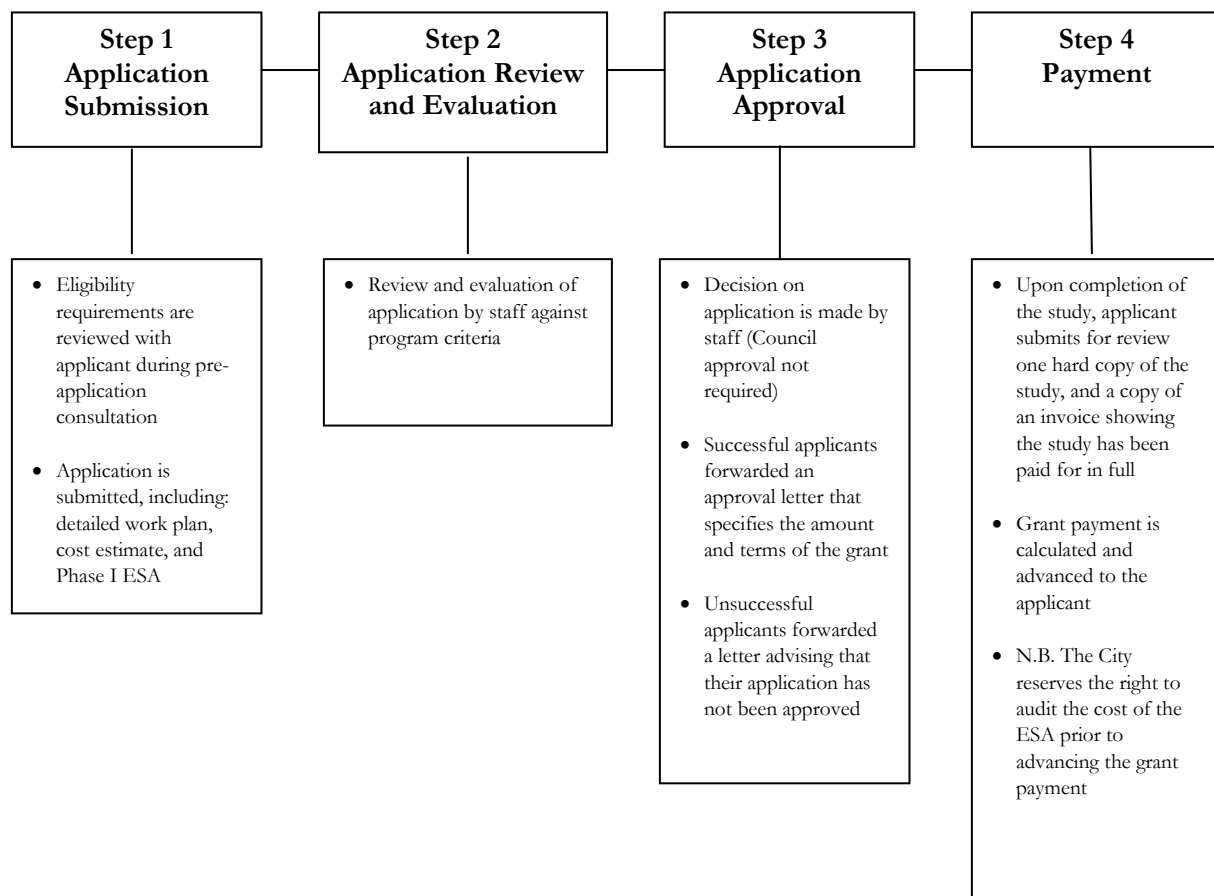 Step 1
Application
Submission
Step 2
Application Review
and Evaluation
Step 3
Application
Approval
Step 4
Payment
• Eligibility
requirements are
reviewed with
applicant during pre-
application
consultation
• Application is
submitted, including:
detailed work plan,
cost estimate, and
Phase I ESA
• Review and evaluation of
application by staff against
program criteria
• Decision on
application is made by
staff (Council
approval not
required)
• Successful applicants
forwarded an
approval letter that
specifies the amount
and terms of the grant
• Unsuccessful
applicants forwarded
a letter advising that
their application has
not been approved
• Upon completion of
the study, applicant
submits for review
one hard copy of the
study, and a copy of
an invoice showing
the study has been
paid for in full
• Grant payment is
calculated and
advanced to the
applicant
• N.B. The City
reserves the right to
audit the cost of the
ESA prior to
advancing the grant
payment